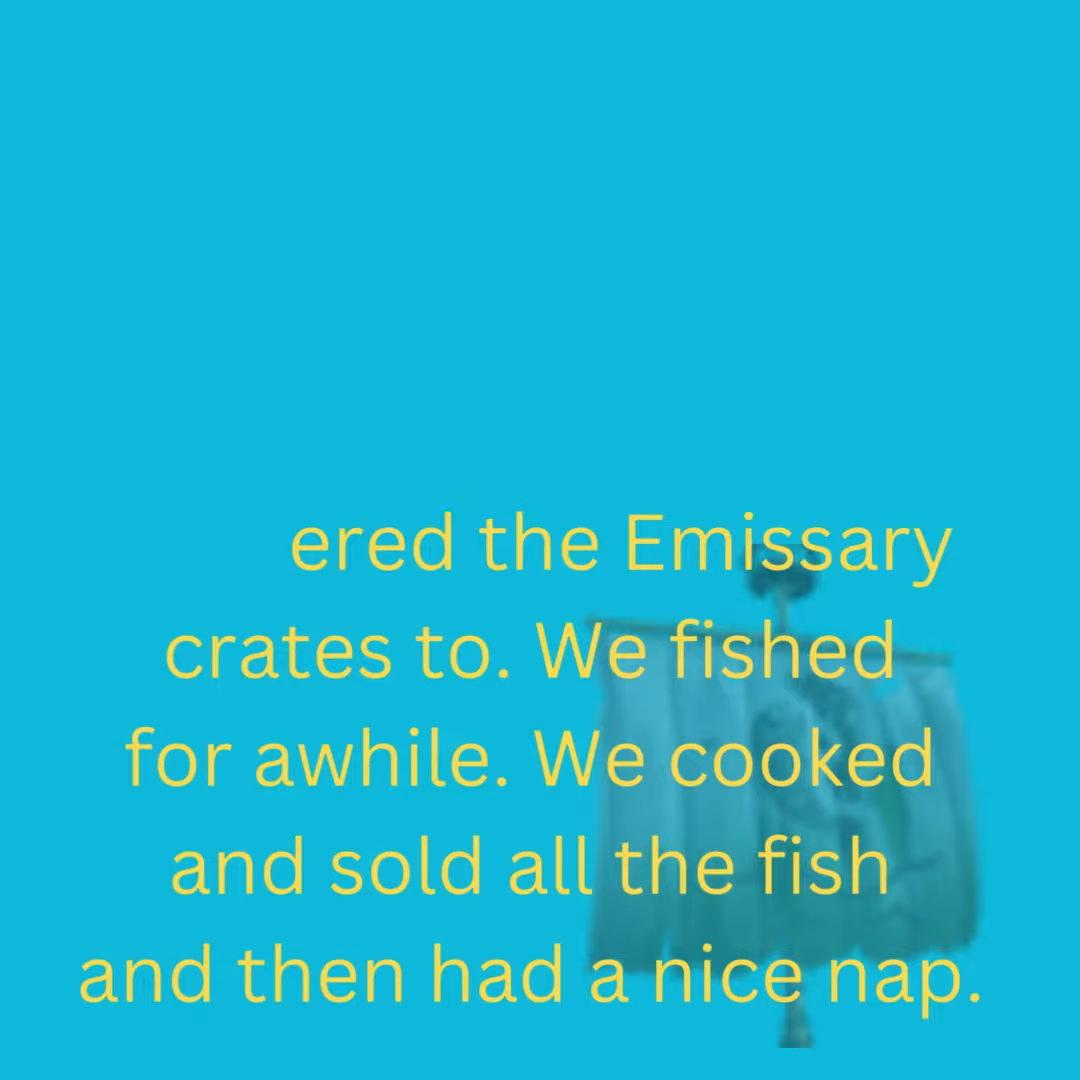 ered the Emissary
crates to. We fished
for awhile. We cooked
and sold all the fish
and then had a nice nap.